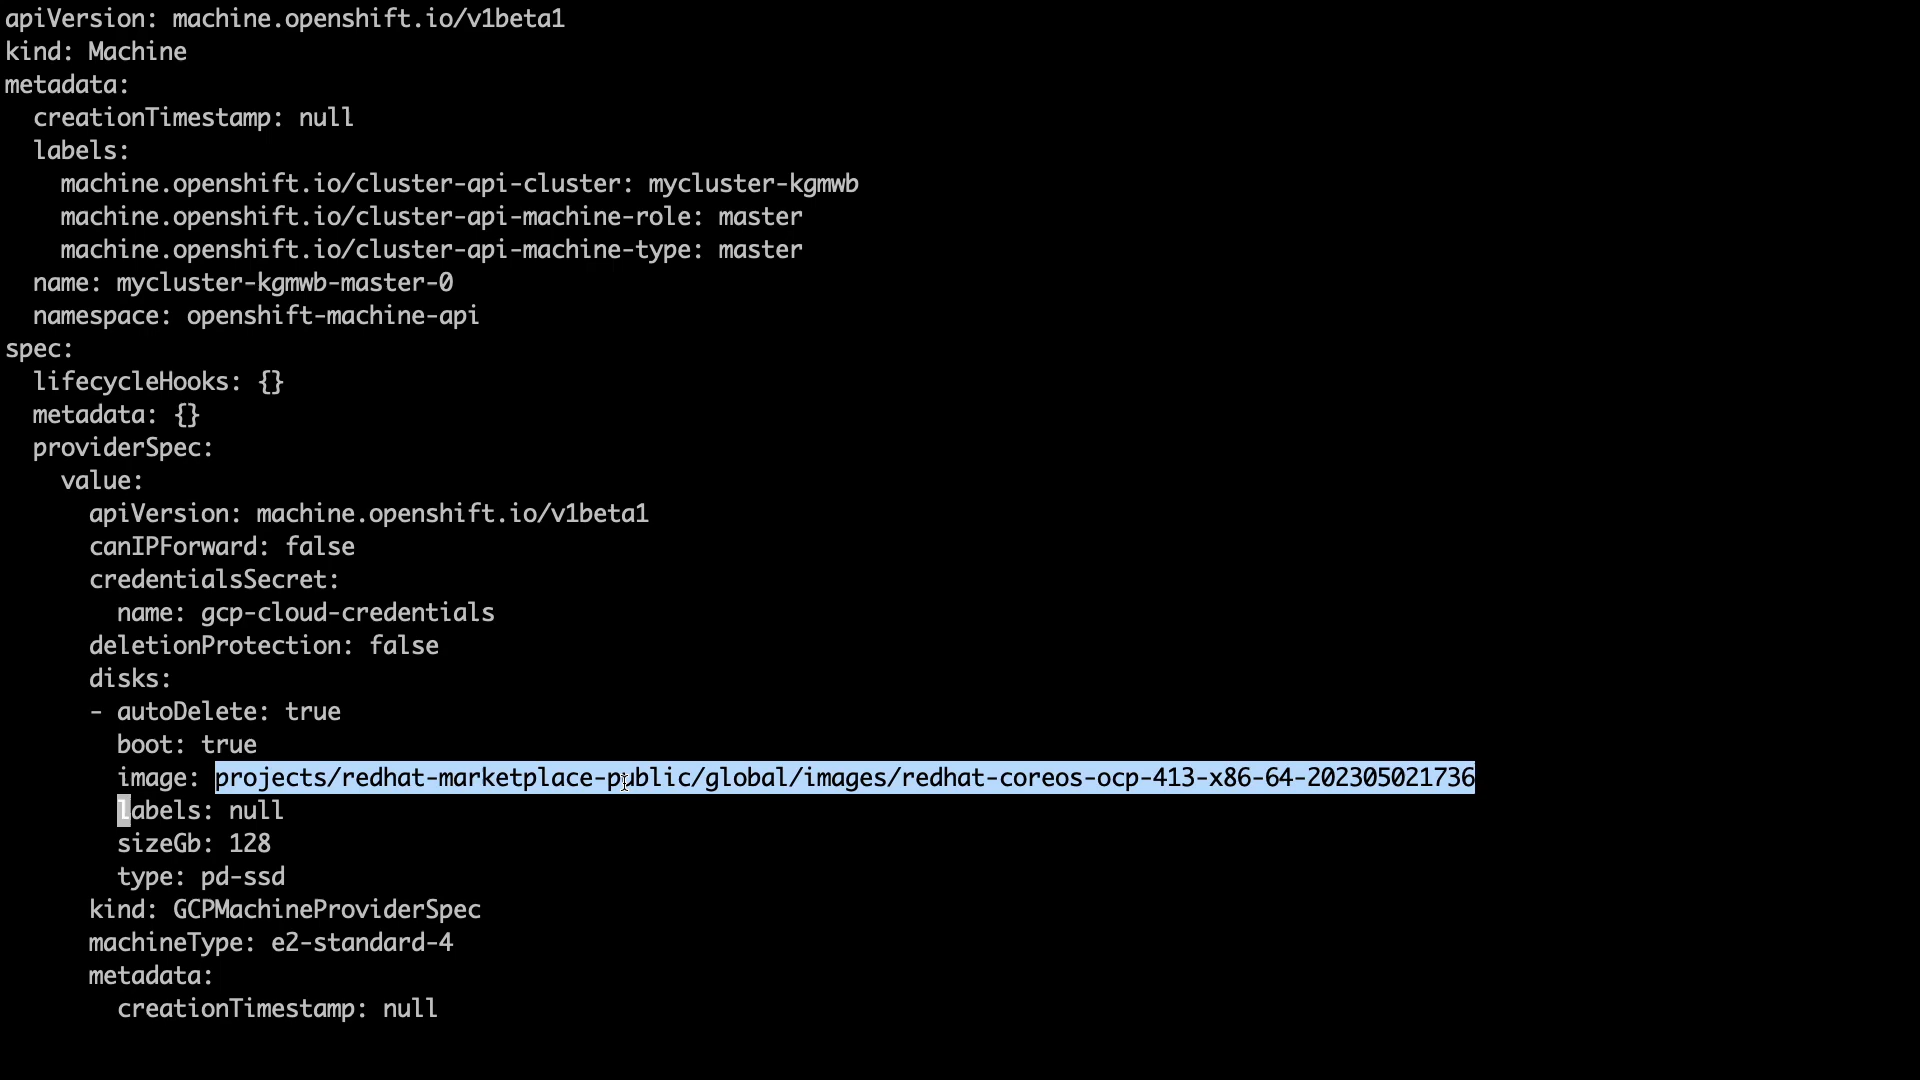 apiVersion: machine.openshift.io/v1beta1
kind: Machine
metadata:
  creationTimestamp: null
  labels:
    machine.openshift.io/cluster-api-cluster: mycluster-kgmwb
    machine.openshift.io/cluster-api-machine-role: master
    machine.openshift.io/cluster-api-machine-type: master
  name: mycluster-kgmwb-master-0
  namespace: openshift-machine-api
spec:
  lifecycleHooks: {}
  metadata: {}
  providerSpec:
    value:
      apiVersion: machine.openshift.io/v1beta1
      canIPForward: false
      credentialsSecret:
        name: gcp-cloud-credentials
      deletionProtection: false
      disks:
      - autoDelete: true
        boot: true
        image: projects/redhat-marketplace-public/global/images/redhat-coreos-ocp-413-x86-64-202305021736
        labels: null
        sizeGb: 128
        type: pd-ssd
      kind: GCPMachineProviderSpec
      machineType: e2-standard-4
      metadata:
        creationTimestamp: null